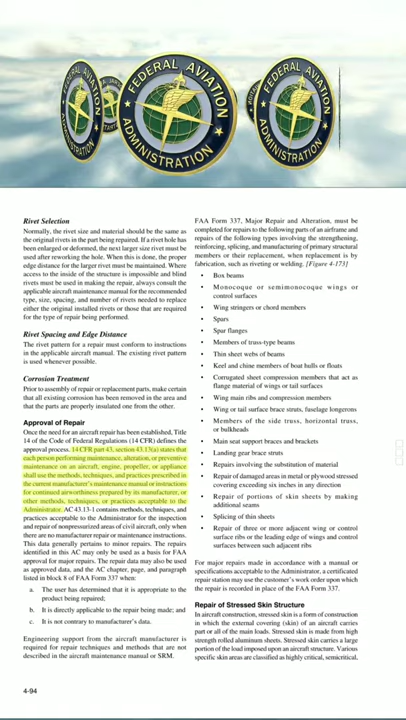 FEDERAL AVIATION
ADMINISTRATION
FEDERAL AVIATION
ADMINISTRATION
FEDERAL AVIATION
ADMINISTRATION
Rivet Selection
Normally, the rivet size and material should be the same as
the original rivets in the part being repaired. If a rivet hole has
been enlarged or deformed, the next larger size rivet must be
used after reworking the hole. When this is done, the proper
edge distance for the larger rivet must be maintained. Where
access to the inside of the structure is impossible and blind
rivets must be used in making the repair, always consult the
applicable aircraft maintenance manual for the recommended
type, size, spacing, and number of rivets needed to replace
either the original installed rivets or those that are required
for the type of repair being performed.
Rivet Spacing and Edge Distance
The rivet pattern for a repair must conform to instructions
in the applicable aircraft manual. The existing rivet pattern
is used whenever possible.
Corrosion Treatment
Prior to assembly of repair or replacement parts, make certain
that all existing corrosion has been removed in the area and
that the parts are properly insulated one from the other.
Approval of Repair
Once the need for an aircraft repair has been established, Title
14 of the Code of Federal Regulations (14 CFR) defines the
approval process. 14 CFR part 43, section 43.13(a) states that
each person performing maintenance, alteration, or preventive
maintenance on an aircraft, engine, propeller, or appliance
shall use the methods, techniques, and practices prescribed in
the current manufacturer's maintenance manual or instructions
for continued airworthiness prepared by its manufacturer, or
other methods, techniques, or practices acceptable to the
Administrator. AC 43.13-1 contains methods, techniques, and
practices acceptable to the Administrator for the inspection
and repair of nonpressurized areas of civil aircraft, only when
there are no manufacturer repair or maintenance instructions.
This data generally pertains to minor repairs. The repairs
identified in this AC may only be used as a basis for FAA
approval for major repairs. The repair data may also be used
as approved data, and the AC chapter, page, and paragraph
listed in block 8 of FAA Form 337 when:
a. The user has determined that it is appropriate to the
product being repaired;
b. It is directly applicable to the repair being made; and
c. It is not contrary to manufacturer's data.
Engineering support from the aircraft manufacturer is
required for repair techniques and methods that are not
described in the aircraft maintenance manual or SRM.
4-94
FAA Form 337, Major Repair and Alteration, must be
completed for repairs to the following parts of an airframe and
repairs of the following types involving the strengthening,
reinforcing, splicing, and manufacturing of primary structural
members or their replacement, when replacement is by
fabrication, such as riveting or welding. [Figure 4-173]
• Box beams
• Monocoque or semimonocoque wings or
control surfaces
• Wing stringers or chord members
• Spars
• Spar flanges
• Members of truss-type beams
• Thin sheet webs of beams
• Keel and chine members of boat hulls or floats
• Corrugated sheet compression members that act as
flange material of wings or tail surfaces
• Wing main ribs and compression members
• Wing or tail surface brace struts, fuselage longerons
• Members of the side truss, horizontal truss,
or bulkheads
• Main seat support braces and brackets
• Landing gear brace struts
• Repairs involving the substitution of material
• Repair of damaged areas in metal or plywood stressed
covering exceeding six inches in any direction
• Repair of portions of skin sheets by making
additional seams
• Splicing of thin sheets
• Repair of three or more adjacent wing or control
surface ribs or the leading edge of wings and control
surfaces between such adjacent ribs
For major repairs made in accordance with a manual or
specifications acceptable to the Administrator, a certificated
repair station may use the customer's work order upon which
the repair is recorded in place of the FAA Form 337.
Repair of Stressed Skin Structure
In aircraft construction, stressed skin is a form of construction
in which the external covering (skin) of an aircraft carries
part or all of the main loads. Stressed skin is made from high
strength rolled aluminum sheets. Stressed skin carries a large
portion of the load imposed upon an aircraft structure. Various
specific skin areas are classified as highly critical, semicritical,